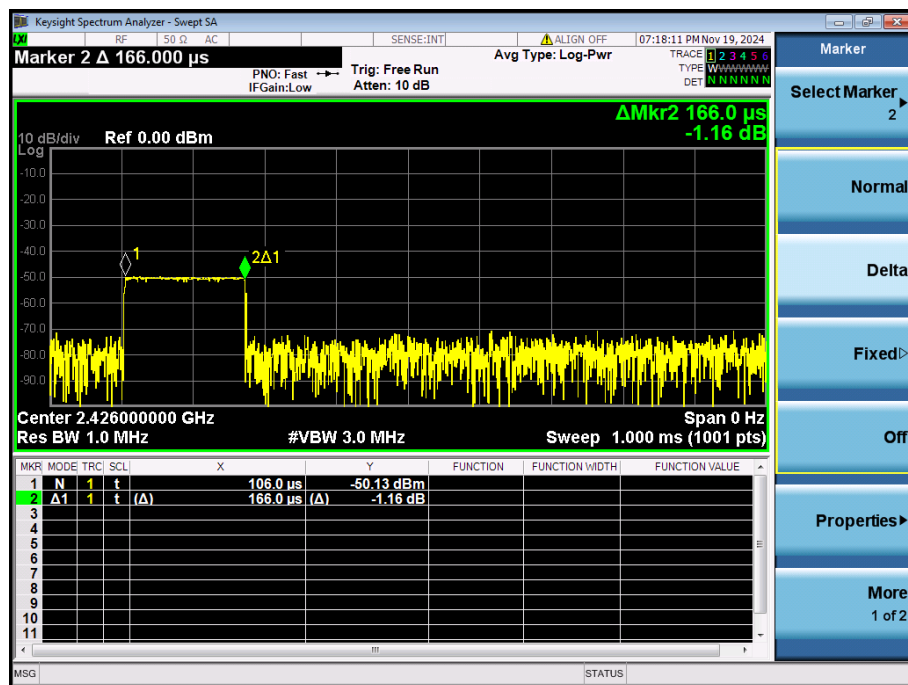 Keysight Spectrum Analyzer - Swept SA
LXI RF 50 Ω AC SENSE:INT ALIGN OFF 07:18:11 PM Nov 19, 2024
Marker 2 Δ 166.000 µs
PNO: Fast
IFGain:Low
Trig: Free Run
Atten: 10 dB
Avg Type: Log-Pwr
TRACE 1 2 3 4 5 6
TYPE WWWWWW
DET N N N N N N
ΔMkr2 166.0 µs
-1.16 dB
10 dB/div Ref 0.00 dBm
Log
-10.0
-20.0
-30.0
-40.0
-50.0
-60.0
-70.0
-80.0
-90.0
1
2Δ1
Center 2.426000000 GHz Span 0 Hz
Res BW 1.0 MHz #VBW 3.0 MHz Sweep 1.000 ms (1001 pts)
MKR MODE TRC SCL X Y FUNCTION FUNCTION WIDTH FUNCTION VALUE
1 N 1 t 106.0 µs -50.13 dBm
2 Δ1 1 t (Δ) 166.0 µs (Δ) -1.16 dB
3
4
5
6
7
8
9
10
11
MSG STATUS
Marker
Select Marker
2
Normal
Delta
Fixed
Off
Properties
More
1 of 2